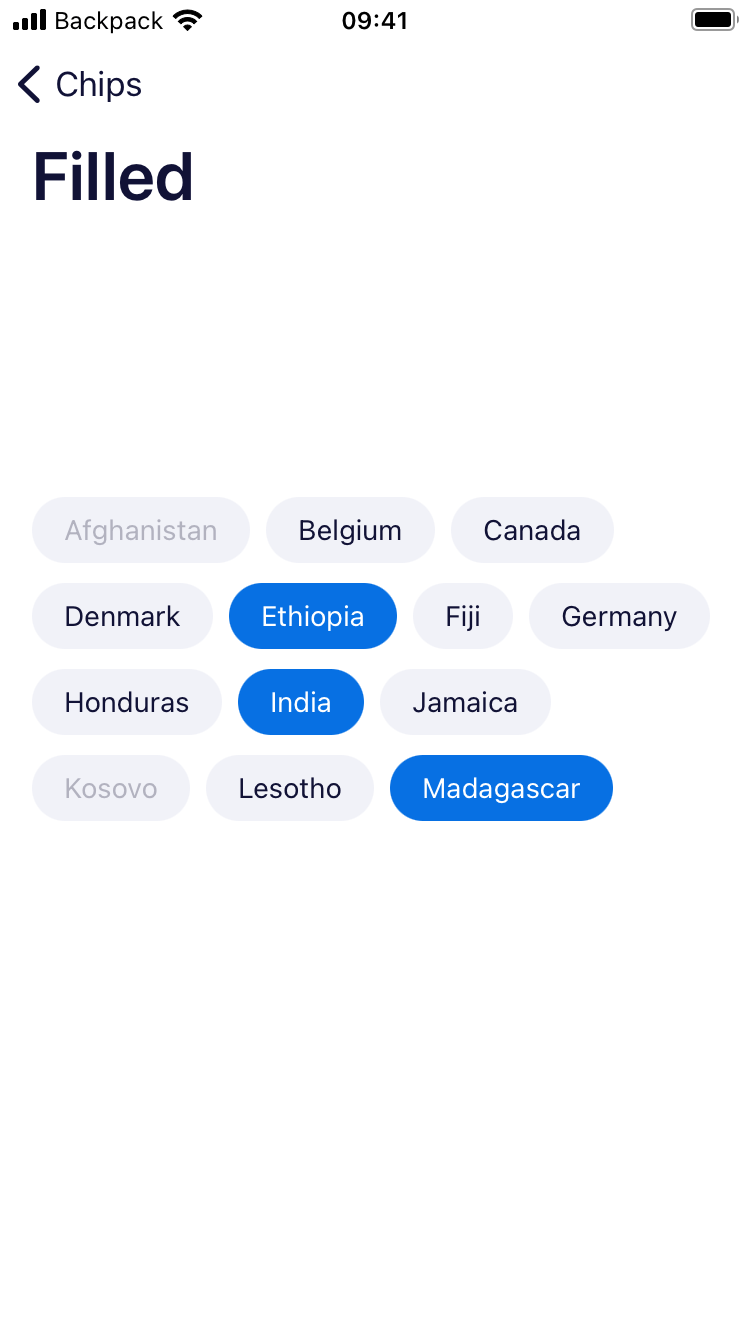 Backpack 09:41
Chips
Filled
Afghanistan Belgium Canada
Denmark Ethiopia Fiji Germany
Honduras India Jamaica
Kosovo Lesotho Madagascar